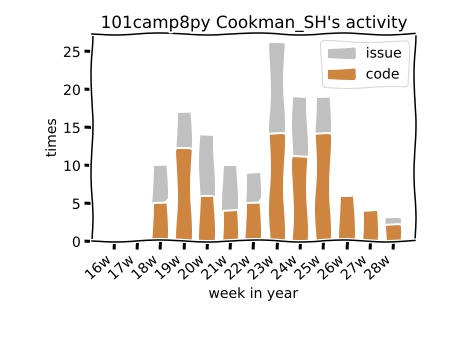 101camp8py Cookman_SH's activity
issue
code
times
25
20
15
10
5
0
16w 17w 18w 19w 20w 21w 22w 23w 24w 25w 26w 27w 28w
week in year